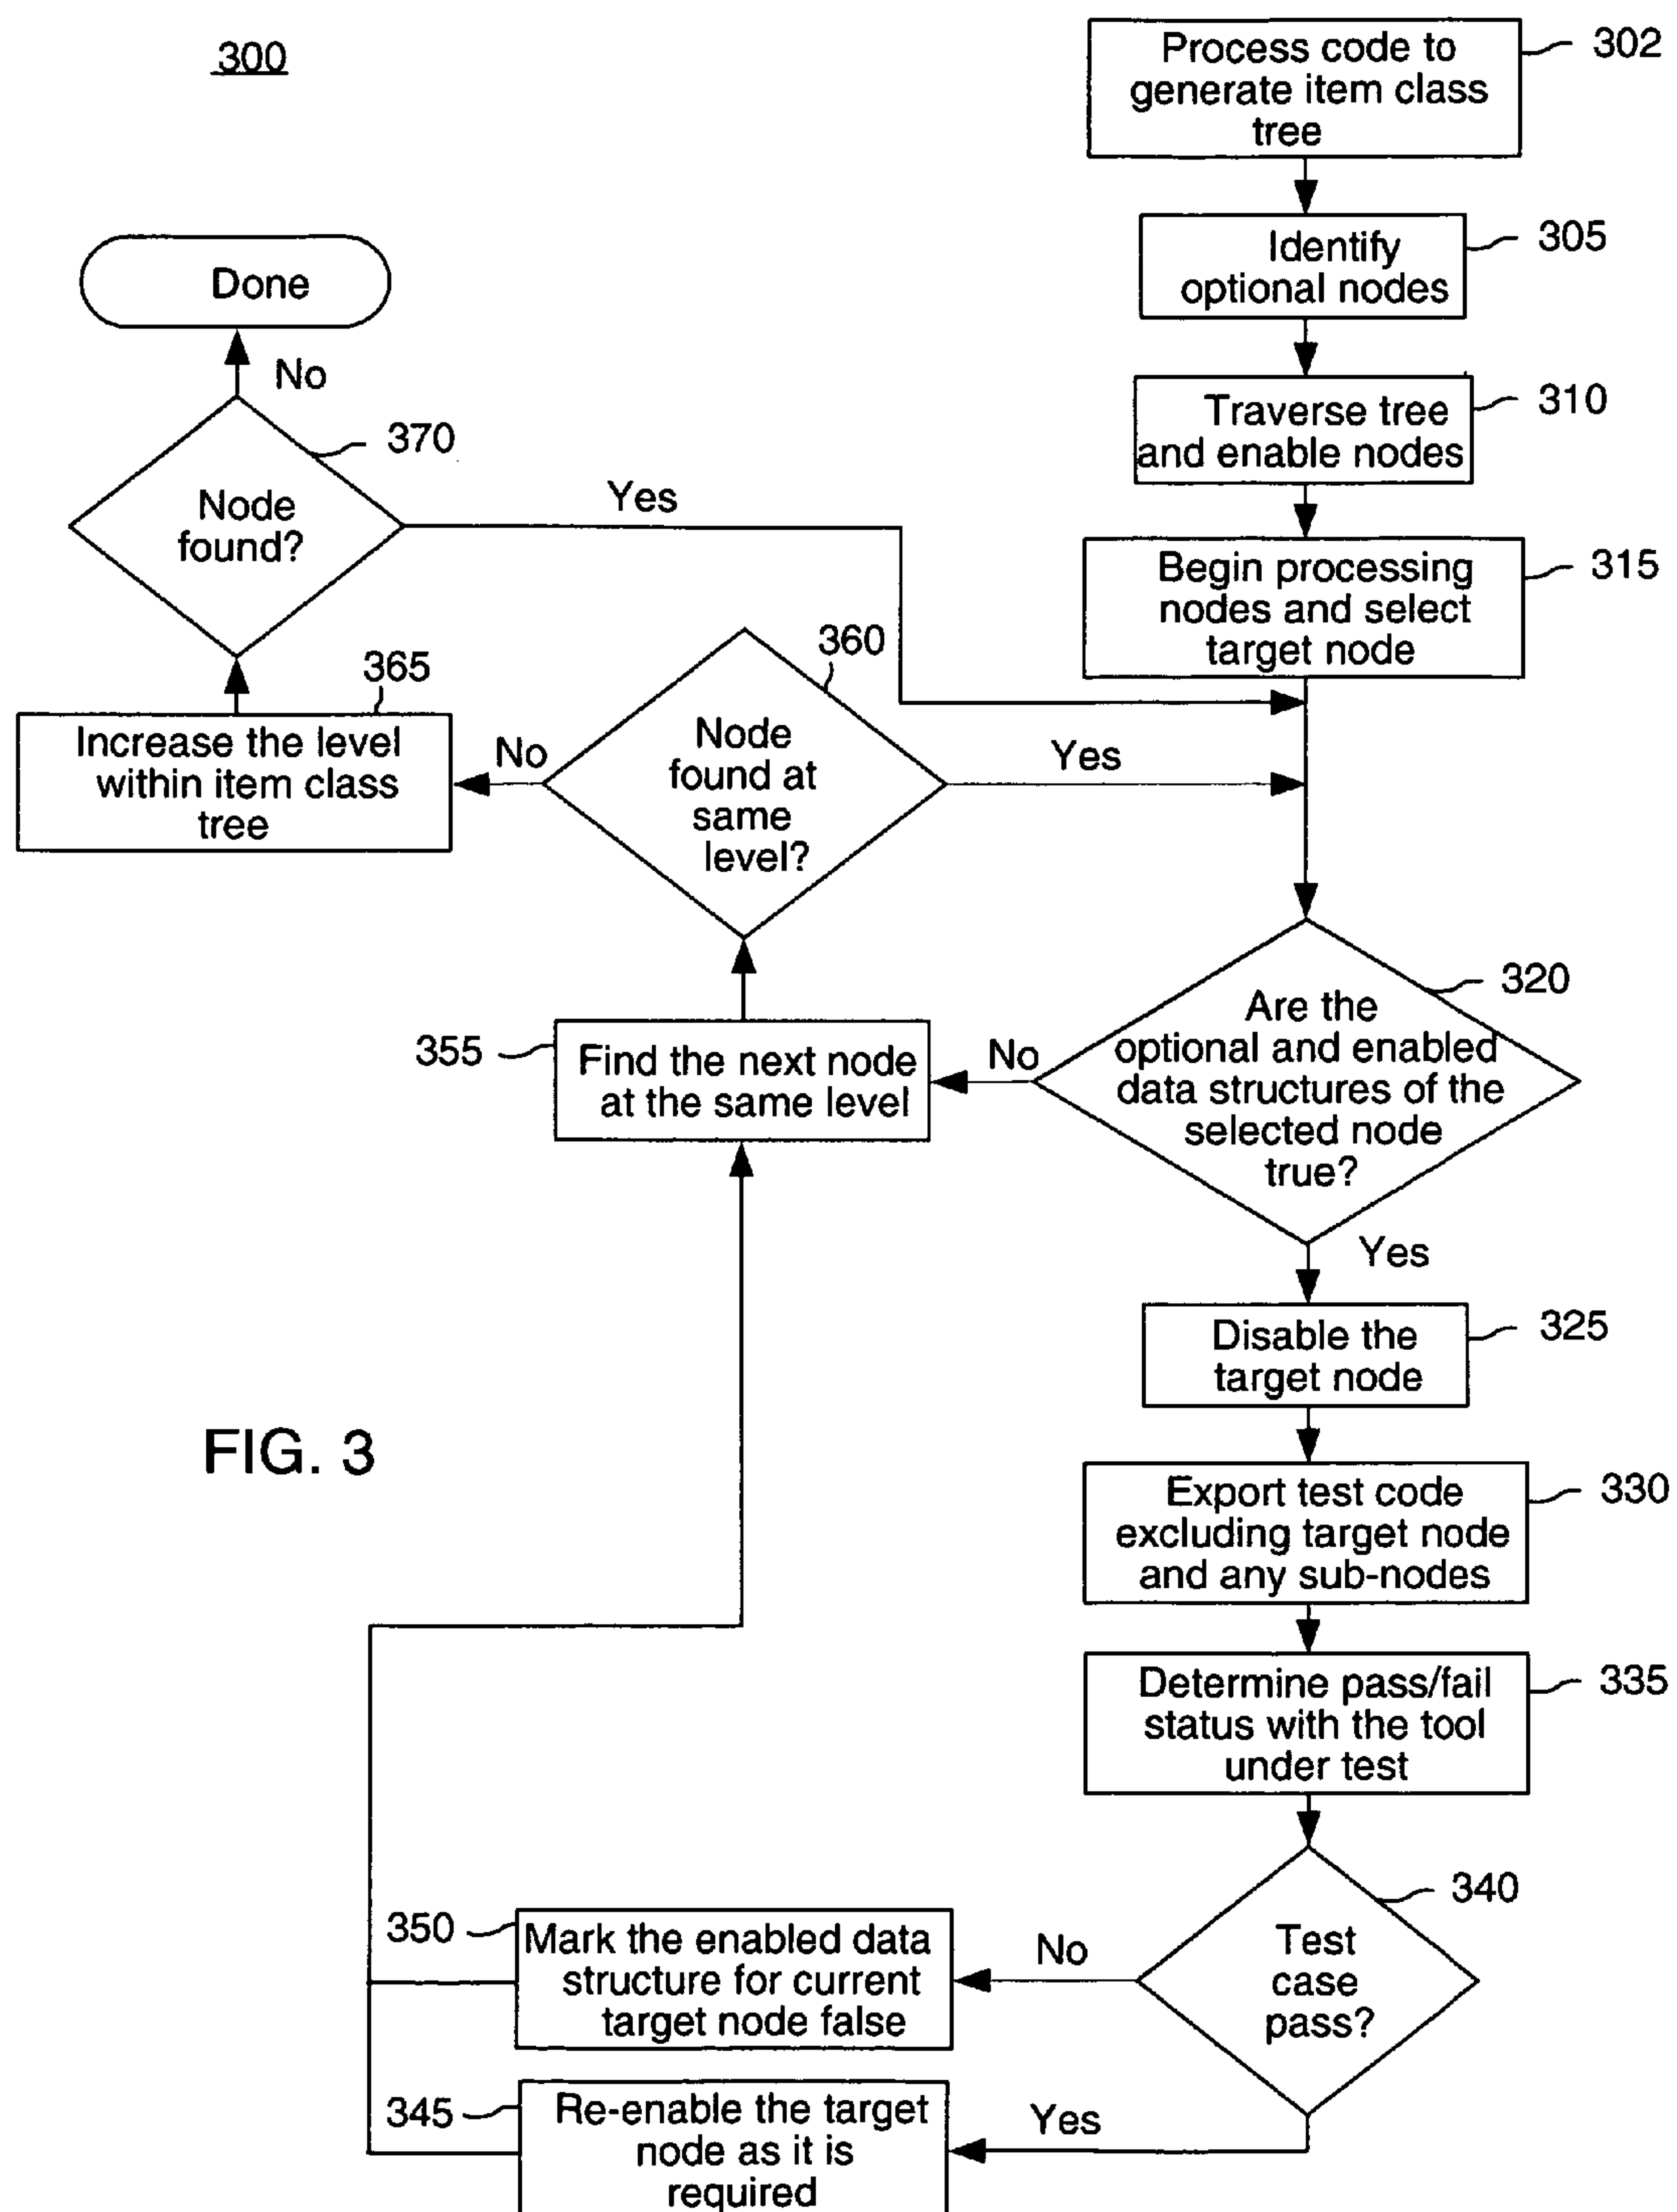 300
Process code to
generate item class
tree
302
Identify
optional nodes
305
Traverse tree
and enable nodes
310
Begin processing
nodes and select
target node
315
Done
No
370
Node
found?
Yes
360
Node
found at
same
level?
Yes
No
365
Increase the level
within item class
tree
320
Are the
optional and enabled
data structures of the
selected node
true?
No
355
Find the next node
at the same level
Yes
Disable the
target node
325
Export test code
excluding target node
and any sub-nodes
330
Determine pass/fail
status with the tool
under test
335
340
Test
case
pass?
No
350
Mark the enabled data
structure for current
target node false
Yes
345
Re-enable the target
node as it is
required
FIG. 3